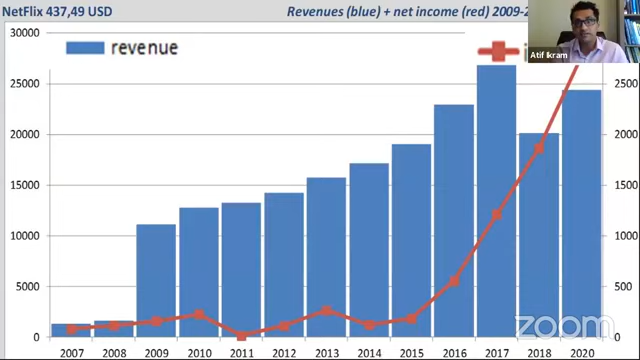 NetFlix 437,49 USD
Revenues (blue) + net income (red) 2009-2
Atif Ikram
30000
revenue
i
25000
2500
20000
2000
15000
1500
10000
1000
5000
500
0
0
zoom
2007 2008 2009 2010 2011 2012 2013 2014 2015 2016 2017 2018 2020